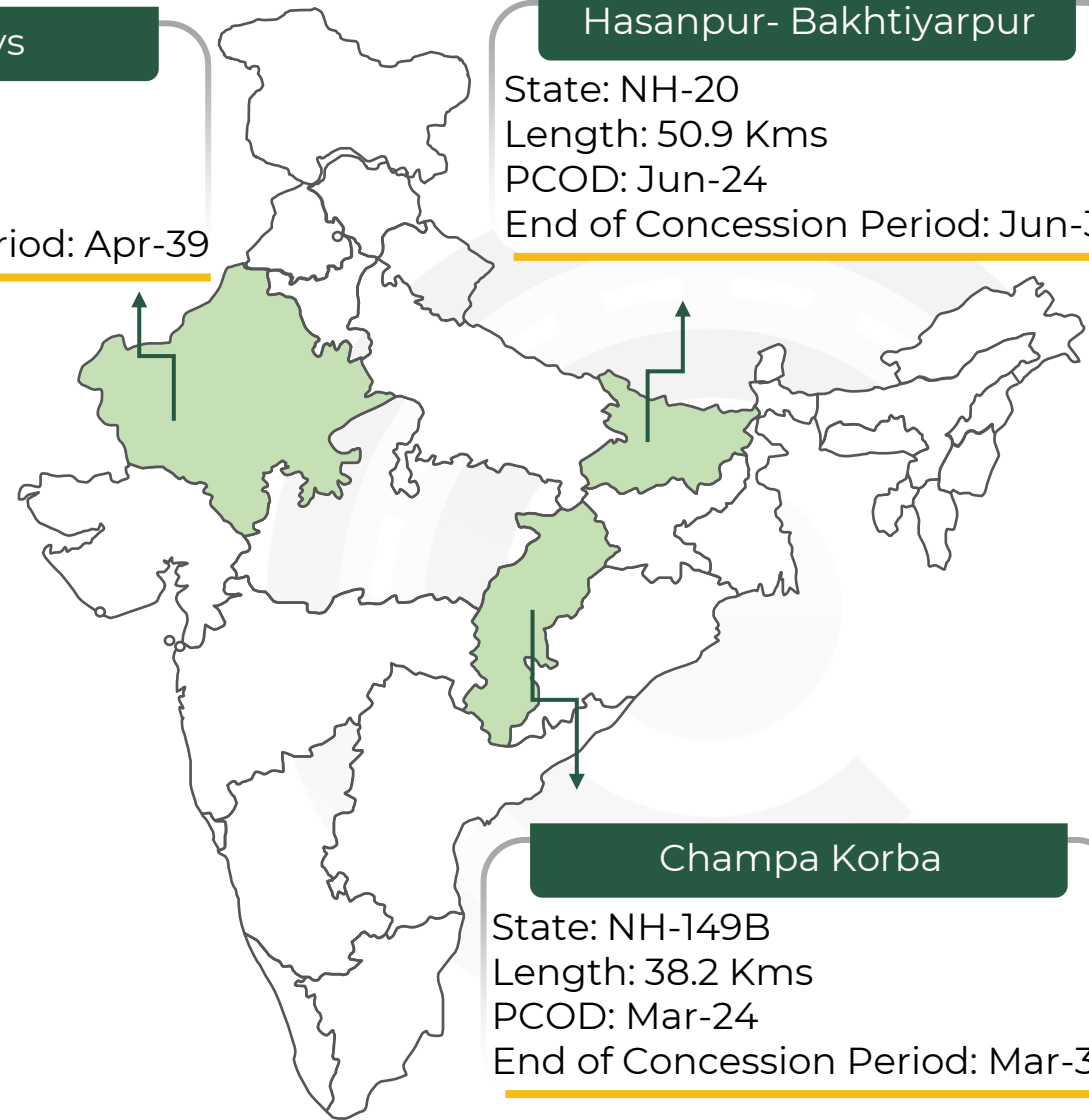 Hasanpur- Bakhtiyarpur
State: NH-20
Length: 50.9 Kms
PCOD: Jun-24
End of Concession Period: Jun-
Apr-39
Champa Korba
State: NH-149B
Length: 38.2 Kms
PCOD: Mar-24
End of Concession Period: Mar-